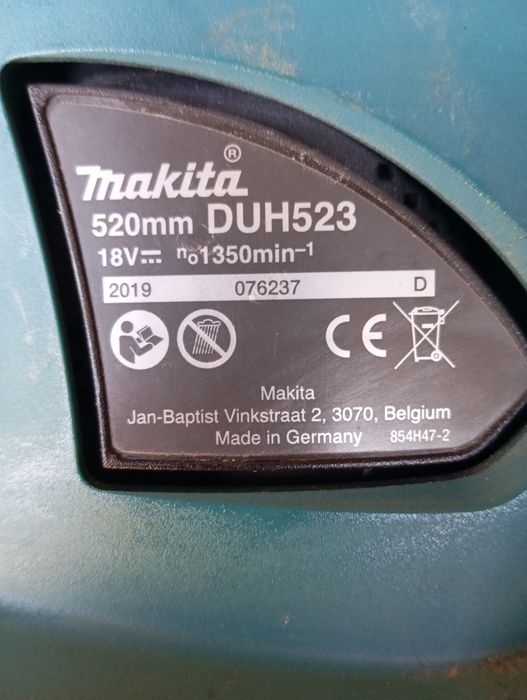 makita®
520mm DUH523
18V⎓ n₀1350min⁻¹
2019 076237 D
CE
Makita
Jan-Baptist Vinkstraat 2, 3070, Belgium
Made in Germany 854H47-2